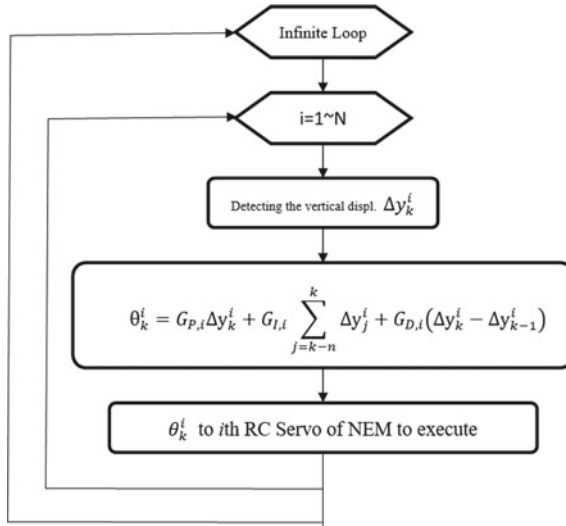 Infinite Loop
i=1~N
Detecting the vertical displ. Δy_k^i
θ_k^i = G_{P,i}Δy_k^i + G_{I,i} ∑_{j=k−n}^{k} Δy_j^i + G_{D,i}(Δy_k^i − Δy_{k−1}^i)
θ_k^i to ith RC Servo of NEM to execute